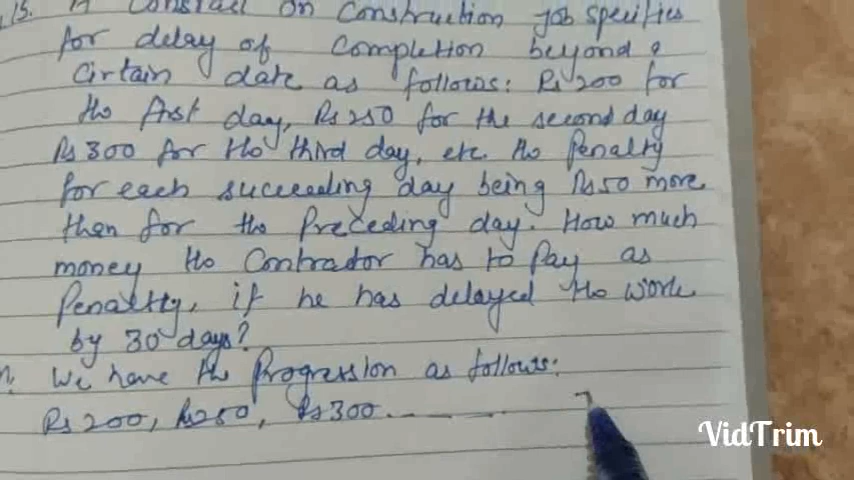 15. A Contract on Construction job specifies
for delay of Completion beyond a
Cirtain date as follows: Rs 200 for
the first day, Rs 250 for the second day
Rs 300 for the third day, etc. the Penalty
for each succeeding day being Rs 50 more
then for the Preceding day. How much
money the Contractor has to Pay as
Penalty, if he has delayed the work
by 30 days?
We have the Progression as follows:
Rs 200, Rs 250, Rs 300 - - - -
VidTrim